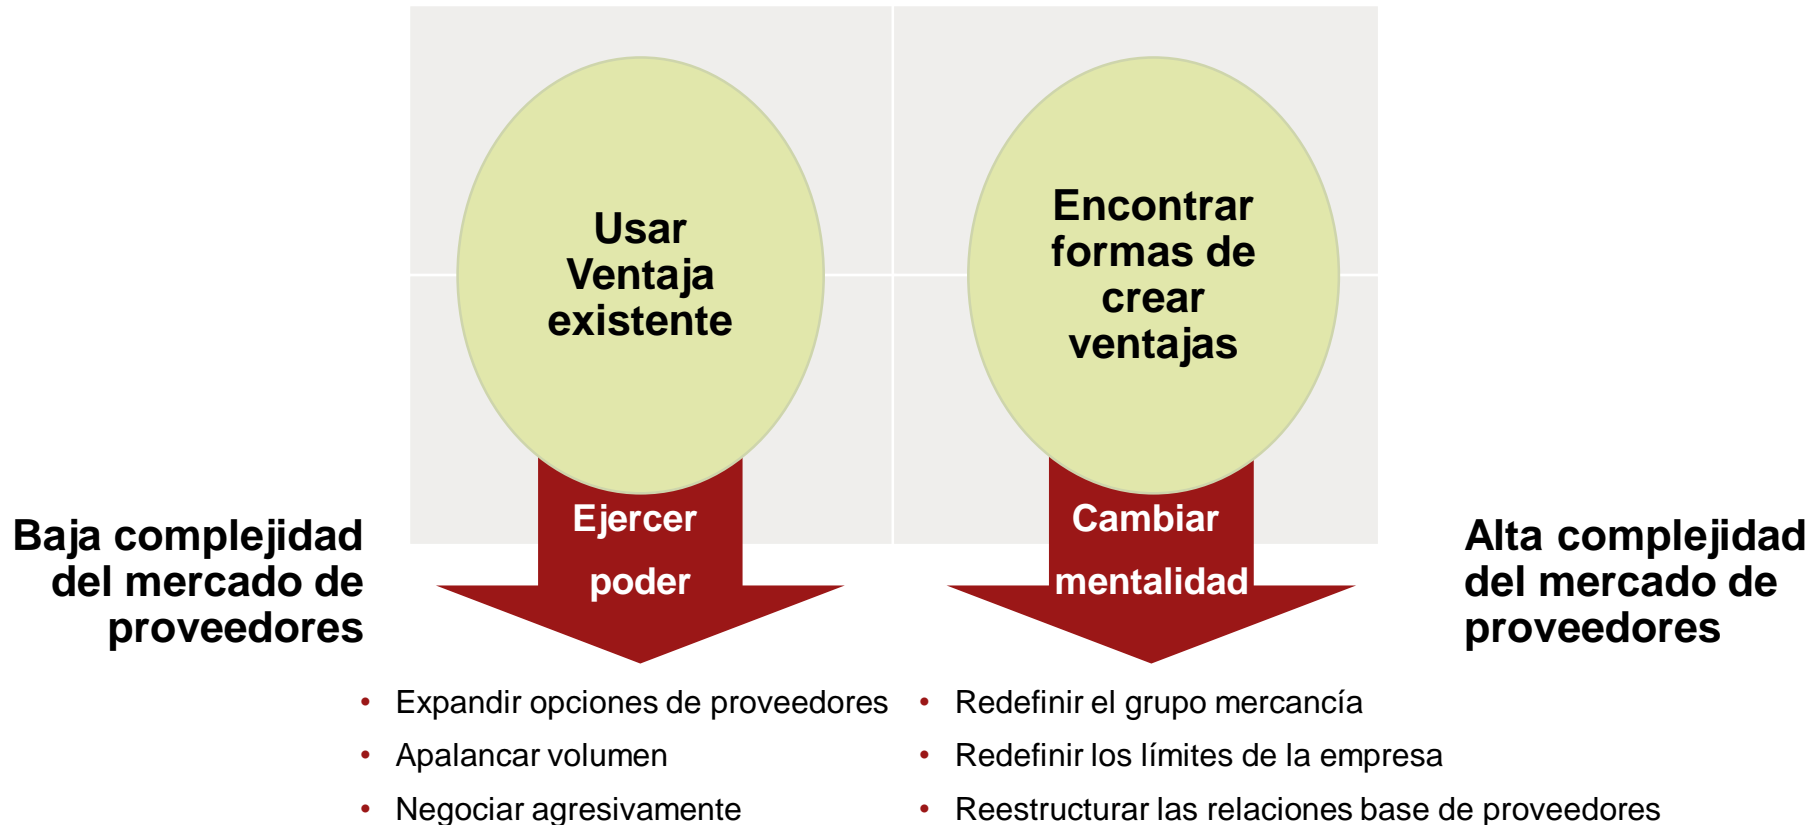 Usar
Ventaja
existente
Encontrar
formas de
crear
ventajas
Ejercer
poder
Cambiar
mentalidad
Baja complejidad
del mercado de
proveedores
Alta complejidad
del mercado de
proveedores
• Expandir opciones de proveedores
• Apalancar volumen
• Negociar agresivamente
• Redefinir el grupo mercancía
• Redefinir los límites de la empresa
• Reestructurar las relaciones base de proveedores